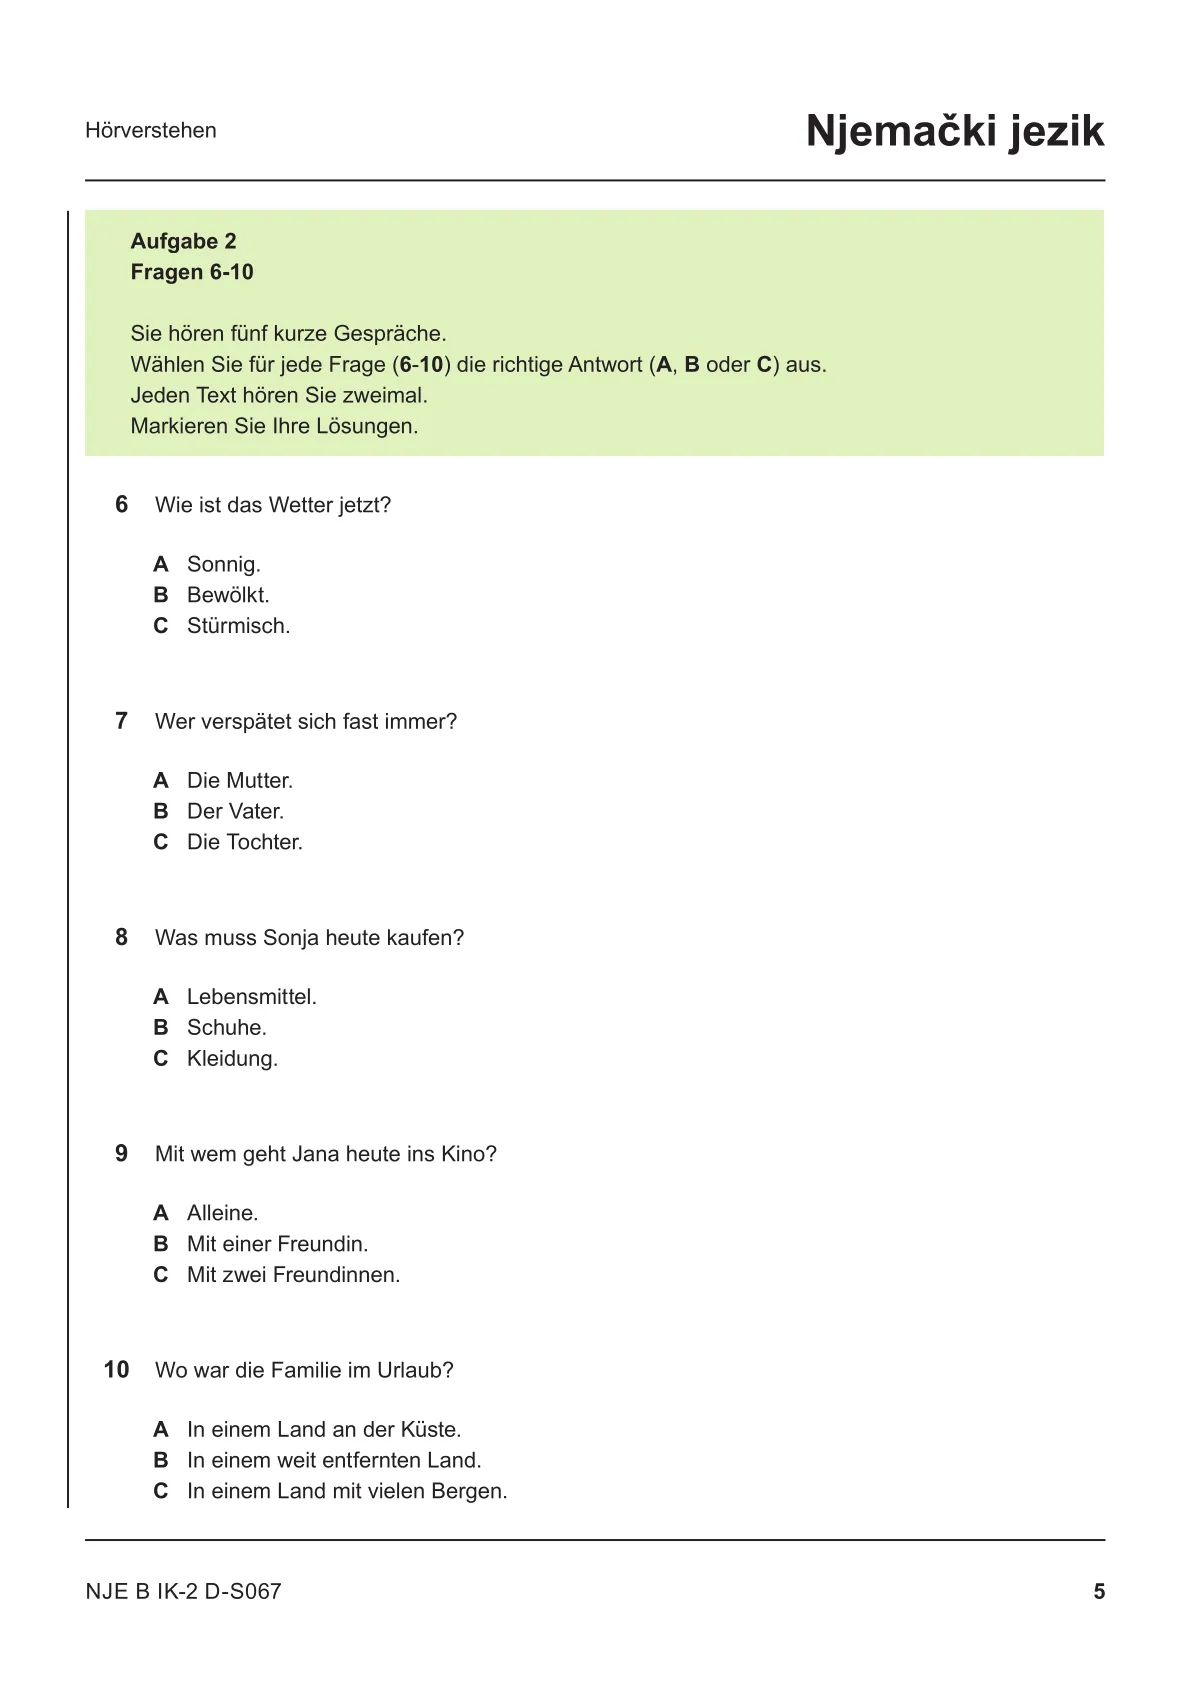 Hörverstehen
Njemački jezik
Aufgabe 2
Fragen 6-10
Sie hören fünf kurze Gespräche.
Wählen Sie für jede Frage (6-10) die richtige Antwort (A, B oder C) aus.
Jeden Text hören Sie zweimal.
Markieren Sie Ihre Lösungen.
6 Wie ist das Wetter jetzt?
A Sonnig.
B Bewölkt.
C Stürmisch.
7 Wer verspätet sich fast immer?
A Die Mutter.
B Der Vater.
C Die Tochter.
8 Was muss Sonja heute kaufen?
A Lebensmittel.
B Schuhe.
C Kleidung.
9 Mit wem geht Jana heute ins Kino?
A Alleine.
B Mit einer Freundin.
C Mit zwei Freundinnen.
10 Wo war die Familie im Urlaub?
A In einem Land an der Küste.
B In einem weit entfernten Land.
C In einem Land mit vielen Bergen.
NJE B IK-2 D-S067
5